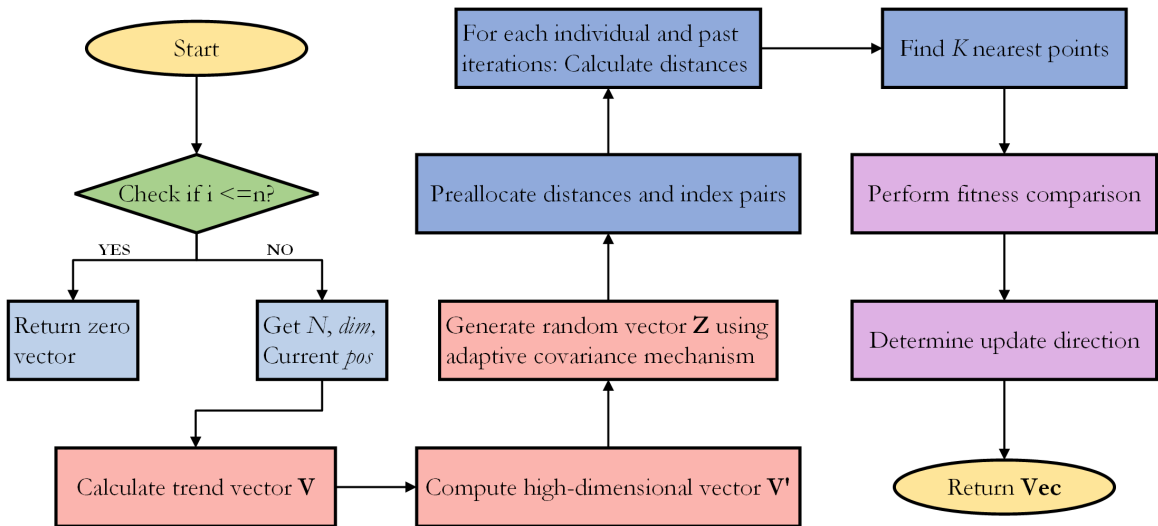 Start
Check if i <=n?
YES
NO
Return zero
vector
Get N, dim,
Current pos
Calculate trend vector V
Compute high-dimensional vector V'
Generate random vector Z using
adaptive covariance mechanism
Preallocate distances and index pairs
For each individual and past
iterations: Calculate distances
Find K nearest points
Perform fitness comparison
Determine update direction
Return Vec